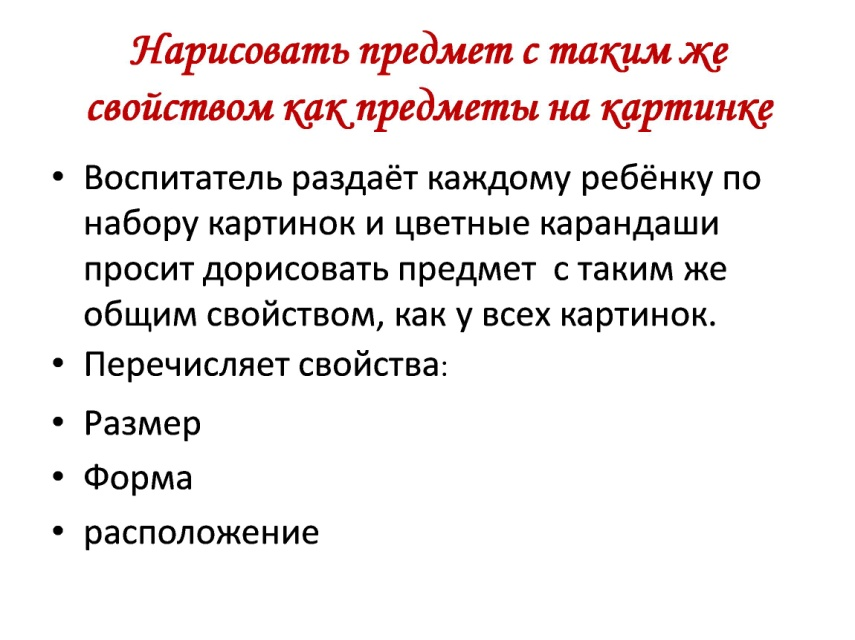 Нарисовать предмет с таким же
свойством как предметы на картинке
• Воспитатель раздаёт каждому ребёнку по
набору картинок и цветные карандаши
просит дорисовать предмет  с таким же
общим свойством, как у всех картинок.
• Перечисляет свойства:
• Размер
• Форма
• расположение